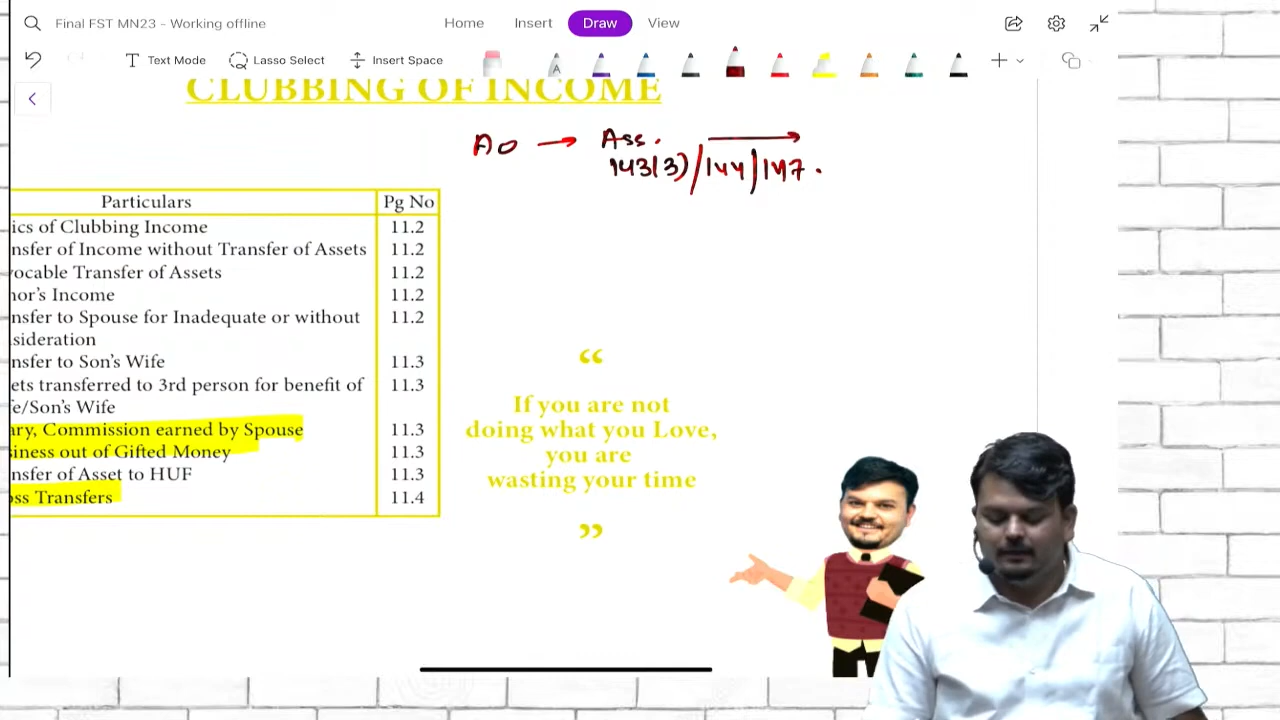 Final FST MN23 - Working offline
Home Insert Draw View
Text Mode Lasso Select Insert Space
CLUBBING OF INCOME
AO → Ass.
143(3)/144/147.
Particulars Pg No
ics of Clubbing Income 11.2
nsfer of Income without Transfer of Assets 11.2
vocable Transfer of Assets 11.2
nor's Income 11.2
nsfer to Spouse for Inadequate or without 11.2
sideration
nsfer to Son's Wife 11.3
ets transferred to 3rd person for benefit of 11.3
fe/Son's Wife
ary, Commission earned by Spouse 11.3
siness out of Gifted Money 11.3
nsfer of Asset to HUF 11.3
oss Transfers 11.4
“
If you are not
doing what you Love,
you are
wasting your time
”